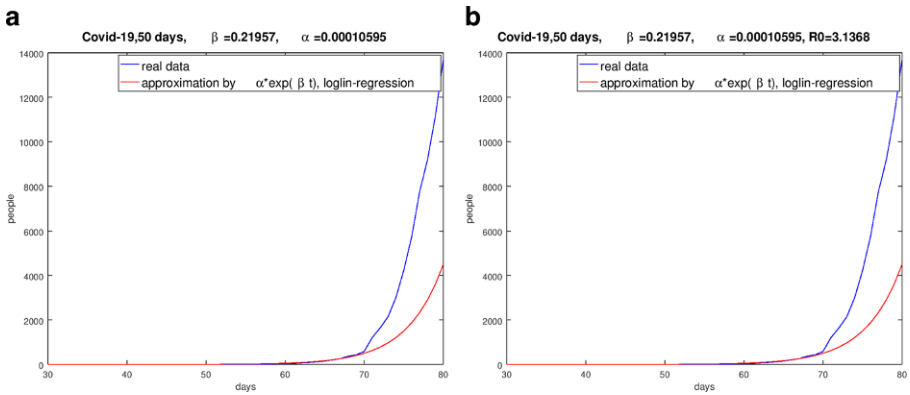 a
Covid-19,50 days, β =0.21957, α =0.00010595
real data
approximation by α*exp( β t), loglin-regression
14000
12000
10000
8000
6000
4000
2000
0
people
30 40 50 60 70 80
days
b
Covid-19,50 days, β =0.21957, α =0.00010595, R0=3.1368
real data
approximation by α*exp( β t), loglin-regression
14000
12000
10000
8000
6000
4000
2000
0
people
30 40 50 60 70 80
days